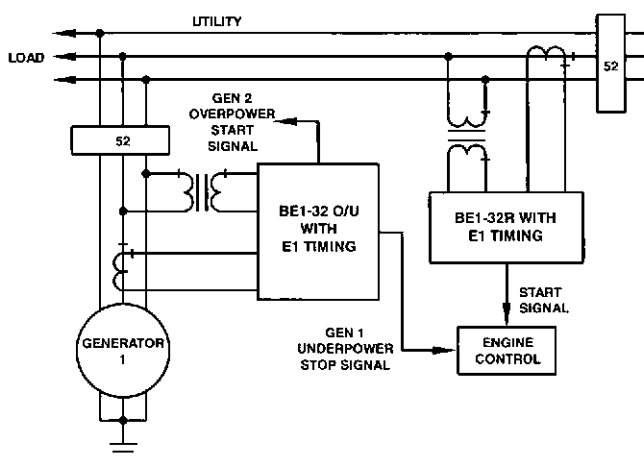 UTILITY
LOAD
52
GEN 2
OVERPOWER
START
SIGNAL
52
BE1-32 O/U
WITH
E1 TIMING
BE1-32R WITH
E1 TIMING
START
SIGNAL
GENERATOR
1
GEN 1
UNDERPOWER
STOP SIGNAL
ENGINE
CONTROL